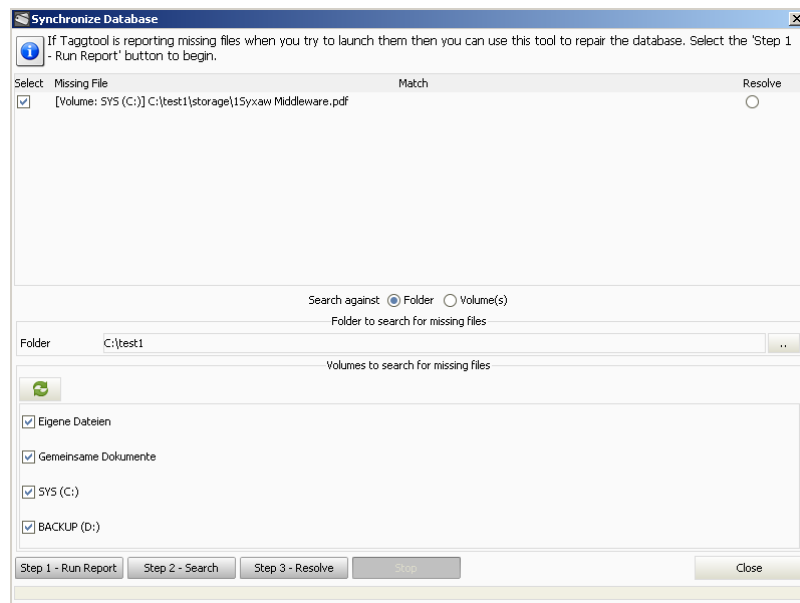 Synchronize Database
If Taggtool is reporting missing files when you try to launch them then you can use this tool to repair the database. Select the 'Step 1
- Run Report' button to begin.
Select Missing File Match Resolve
[Volume: SYS (C:)] C:\test1\storage\1Syxaw Middleware.pdf
Search against Folder Volume(s)
Folder to search for missing files
Folder C:\test1 ..
Volumes to search for missing files
Eigene Dateien
Gemeinsame Dokumente
SYS (C:)
BACKUP (D:)
Step 1 - Run Report Step 2 - Search Step 3 - Resolve Stop Close